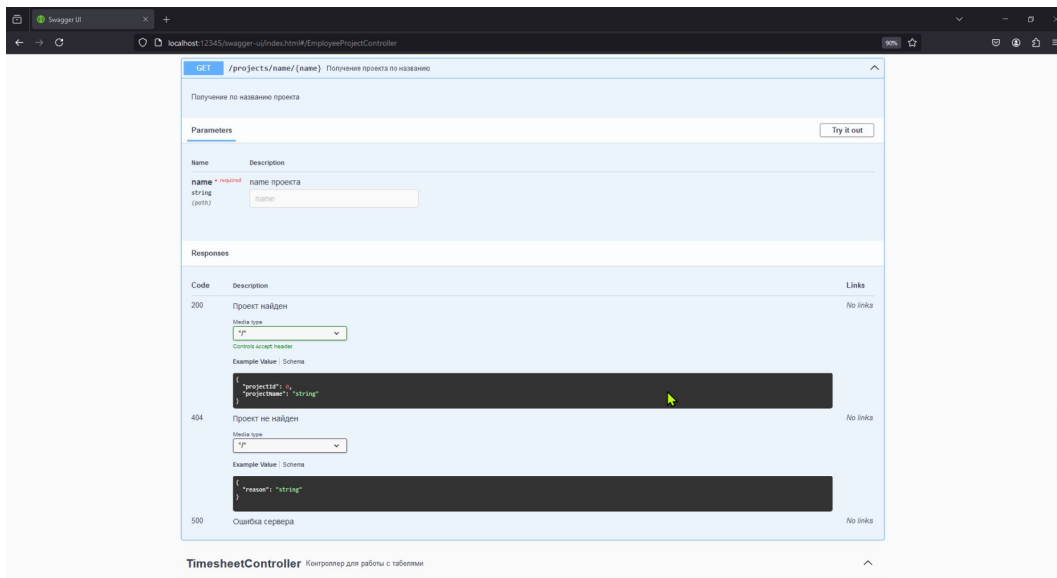 Swagger UI
localhost:12345/swagger-ui/index.html#/EmployeeProjectController
90%
GET /projects/name/{name} Получение проекта по названию
Получение по названию проекта
Parameters
Try it out
Name Description
name * required name проекта
string
(path)
name
Responses
Code Description Links
200 Проект найден No links
Media type
*/*
Controls Accept header.
Example Value | Schema
{
"projectId": 0,
"projectName": "string"
}
404 Проект не найден No links
Media type
*/*
Example Value | Schema
{
"reason": "string"
}
500 Ошибка сервера No links
TimesheetController Контроллер для работы с табелями